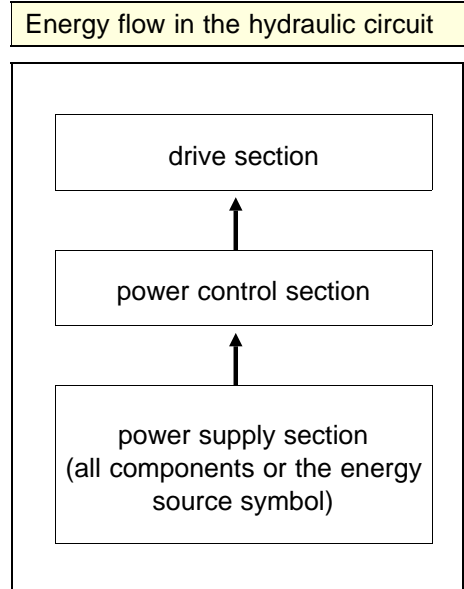 Energy flow in the hydraulic circuit
drive section
power control section
power supply section
(all components or the energy
source symbol)